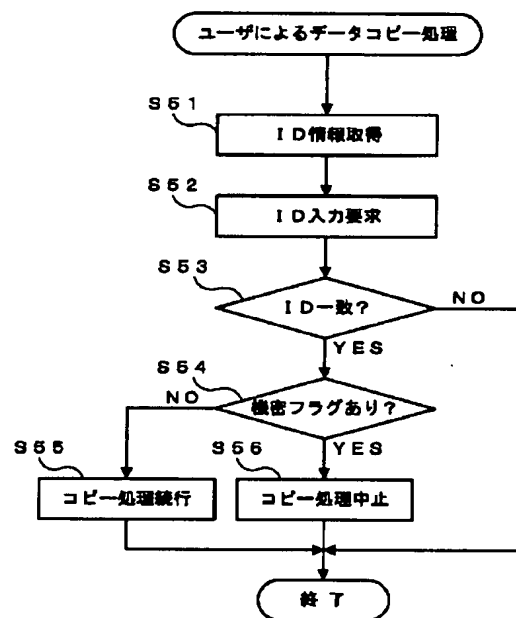 ユーザによるデータコピー処理
S51
ID情報取得
S52
ID入力要求
S53
ID一致?
NO
YES
S54
機密フラグあり?
NO
YES
S55
S56
コピー処理続行
コピー処理中止
終了